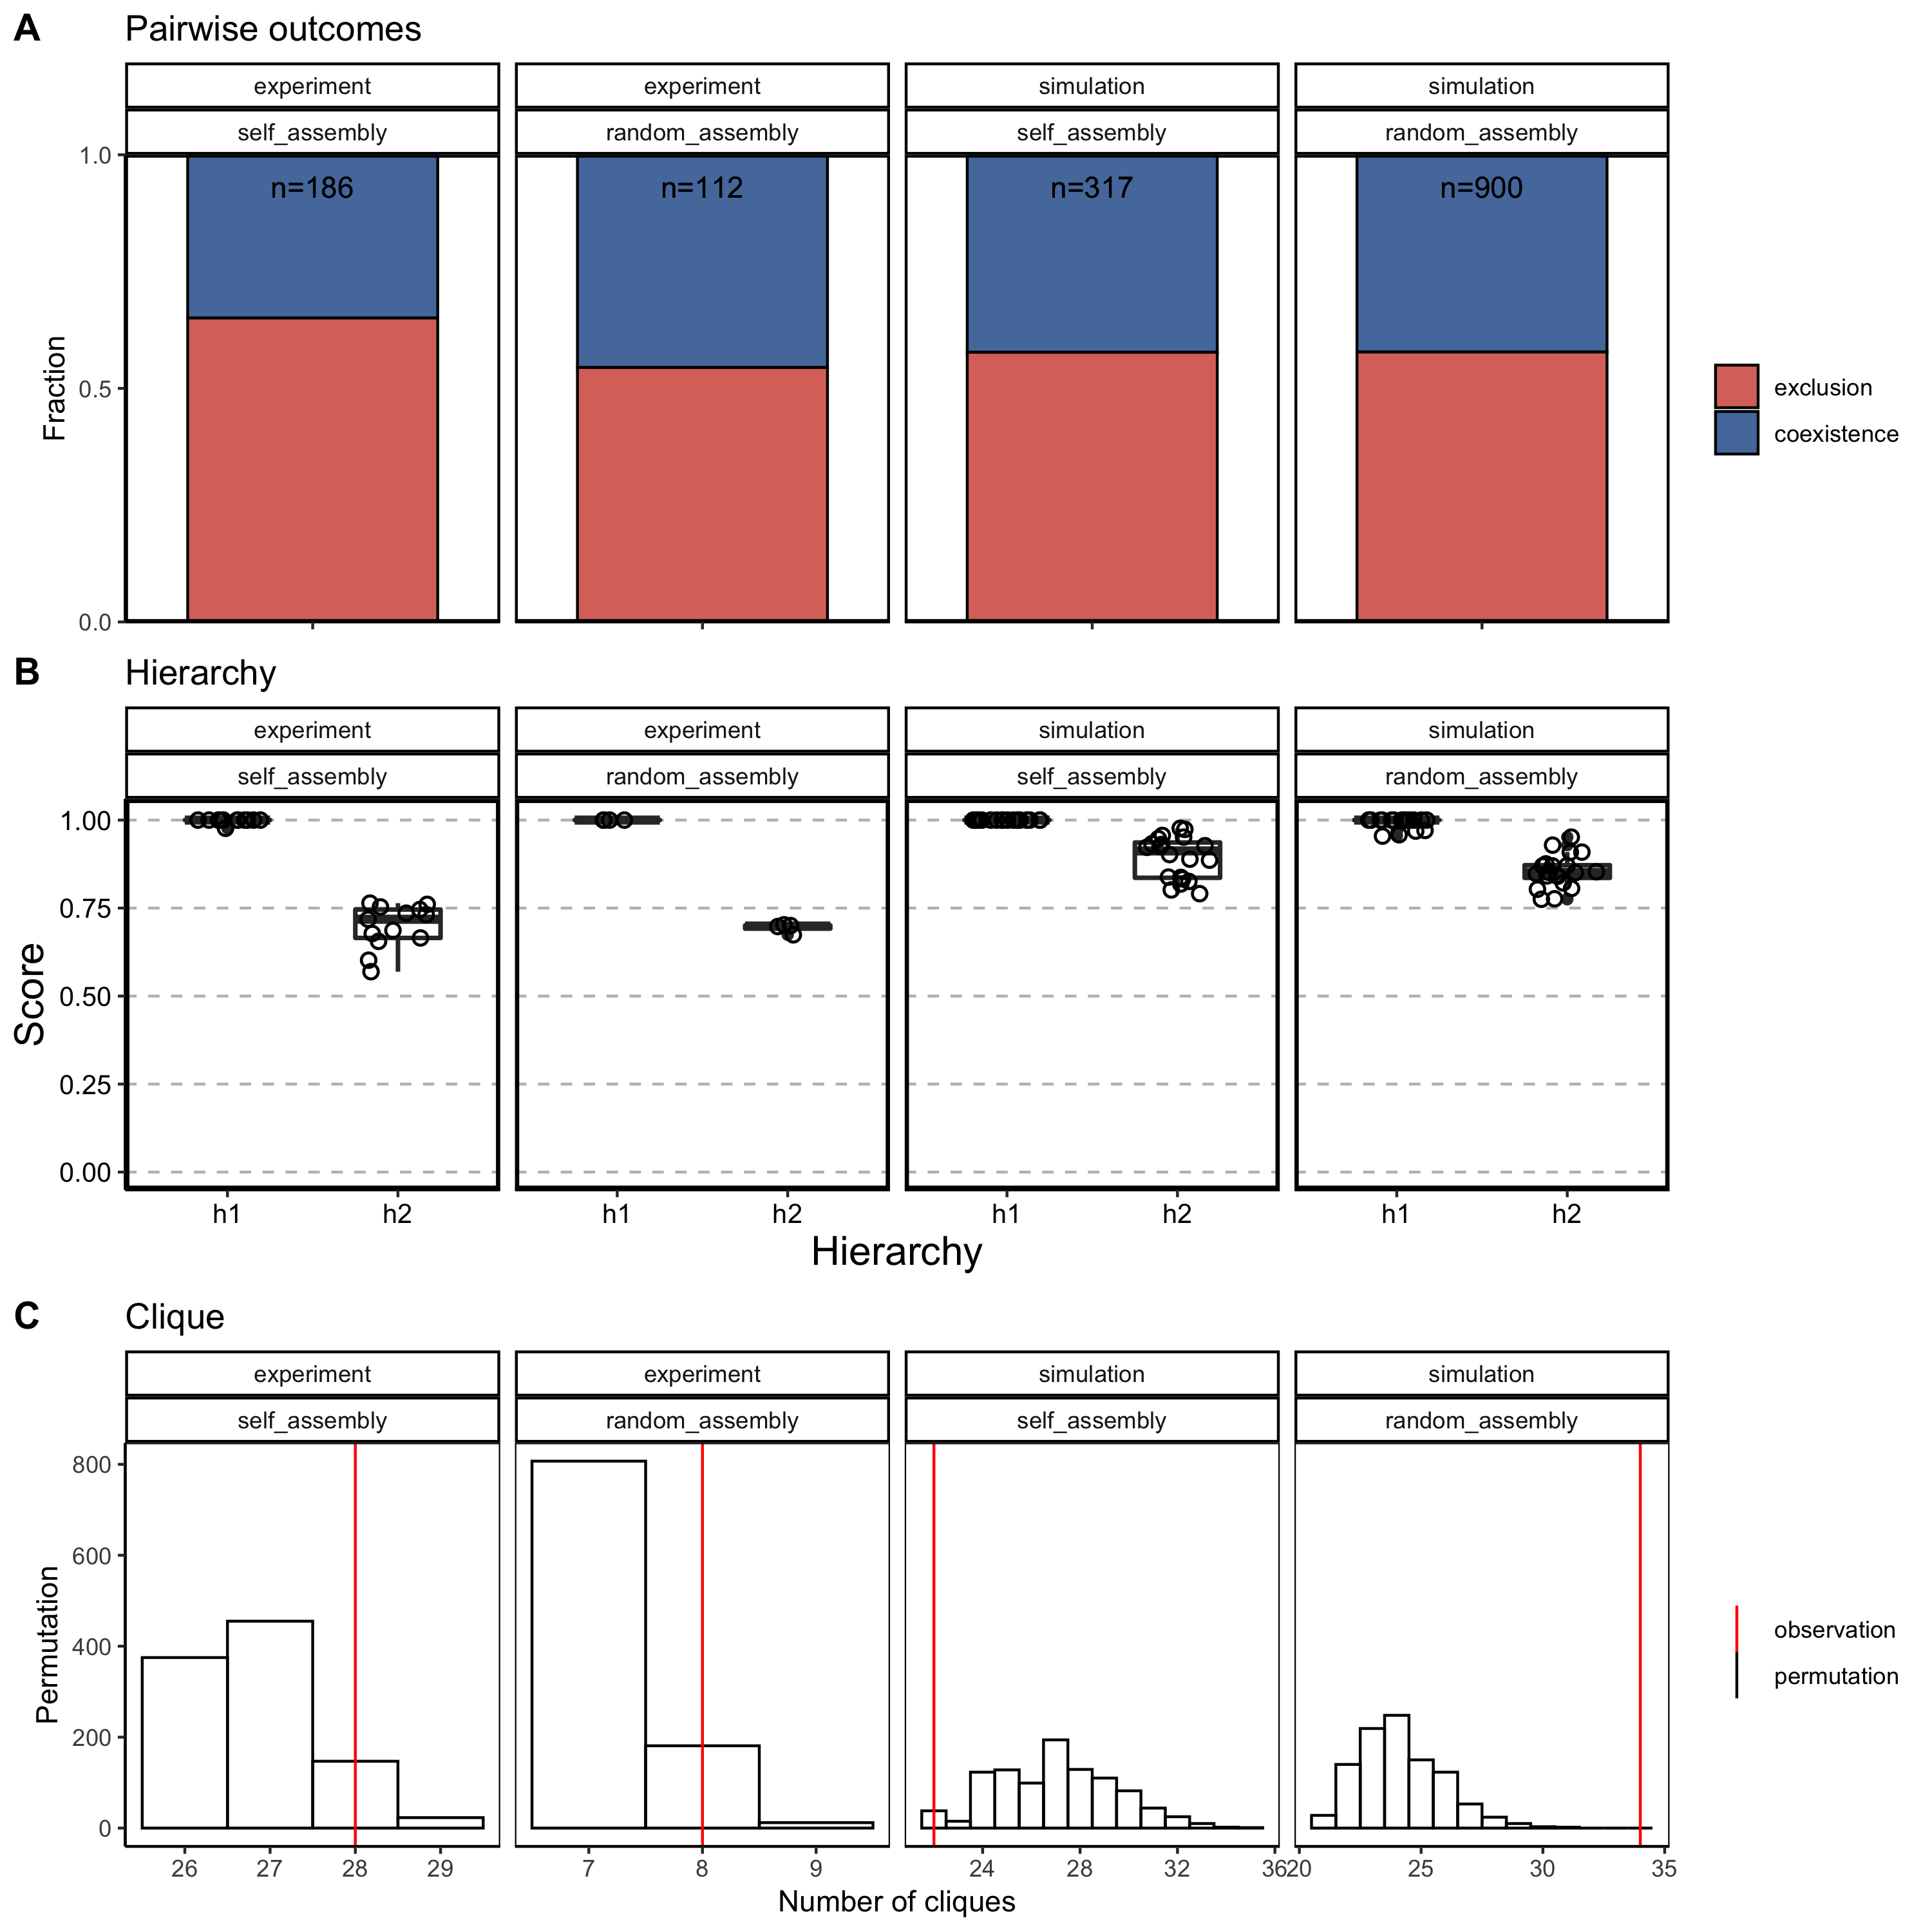 A Pairwise outcomes
experiment experiment simulation simulation
self_assembly random_assembly self_assembly random_assembly
1.0
n=186 n=112 n=317 n=900
Fraction
0.5
exclusion
coexistence
0.0
B Hierarchy
experiment experiment simulation simulation
self_assembly random_assembly self_assembly random_assembly
1.00
0.75
Score
0.50
0.25
0.00
h1 h2 h1 h2 h1 h2 h1 h2
Hierarchy
C Clique
experiment experiment simulation simulation
self_assembly random_assembly self_assembly random_assembly
800
600
Permutation
400
200
0
observation
permutation
26 27 28 29 7 8 9 24 28 32 36 20 25 30 35
Number of cliques